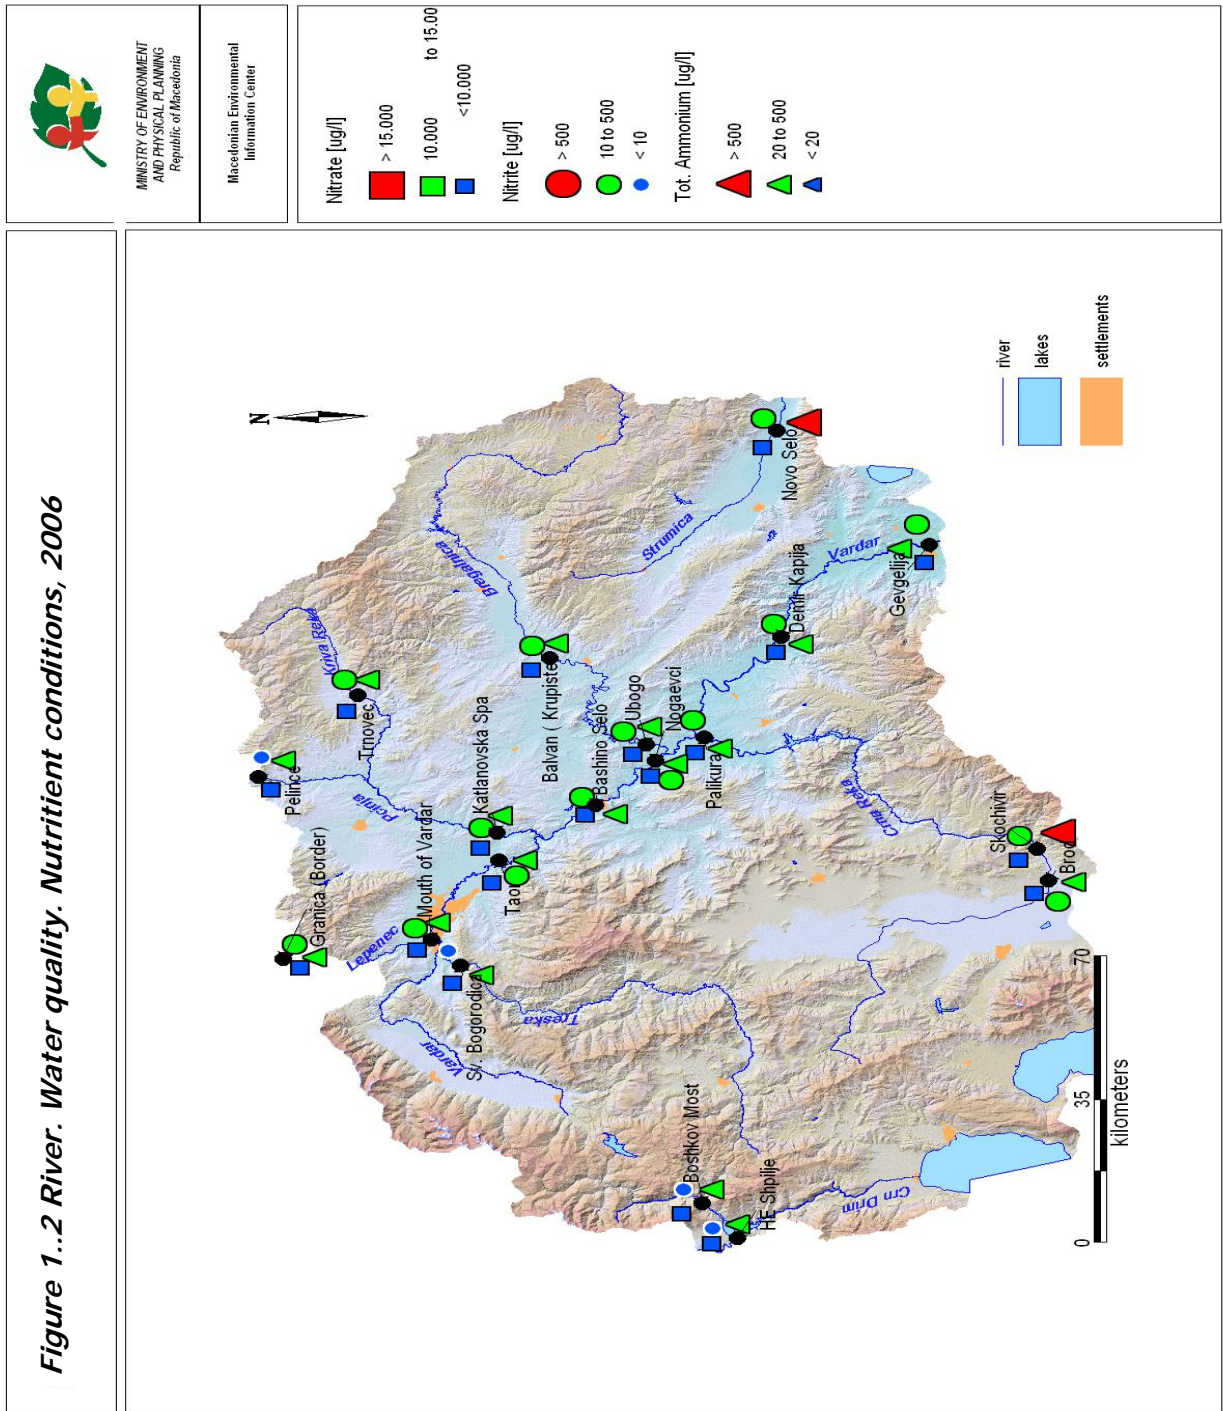 Figure 1..2 River. Water quality. Nutrient conditions, 2006
MINISTRY OF ENVIRONMENT
AND PHYSICAL PLANNING
Republic of Macedonia
Macedonian Environmental
Information Center
Nitrate [ug/l]
> 15.000
10.000 to 15.00
<10.000
Nitrite [ug/l]
> 500
10 to 500
< 10
Tot. Ammonium [ug/l]
> 500
20 to 500
< 20
N
Kriva Reka
Pelince
Trnovec
Pcinja
Granica (Border)
Lepenec
Mouth of Vardar
Katlanovska Spa
Taor
Vardar
Sv. Bogorodica
Treska
Bregalnica
Balvan ( Krupiste
Bashino Selo
Ubogo
Nogaevci
Palikura
Strumica
Novo Selo
Demir Kapija
Vardar
Gevgelija
Crna Reka
Skochivir
Brod
Boshkov Most
HE Shpilje
Crn Drim
river
lakes
settlements
0 35 70
kilometers